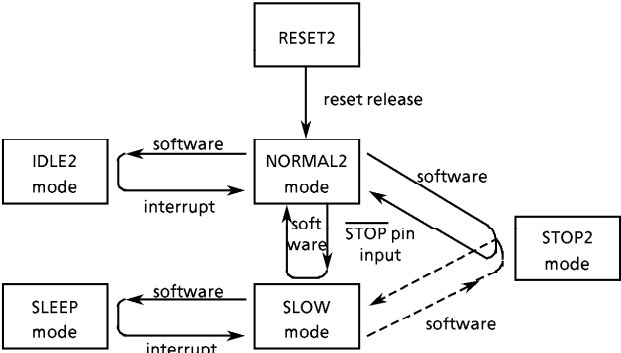 RESET2
reset release
IDLE2
mode
software
interrupt
NORMAL2
mode
software
soft
ware
STOP pin
input
STOP2
mode
SLEEP
mode
software
interrupt
SLOW
mode
software